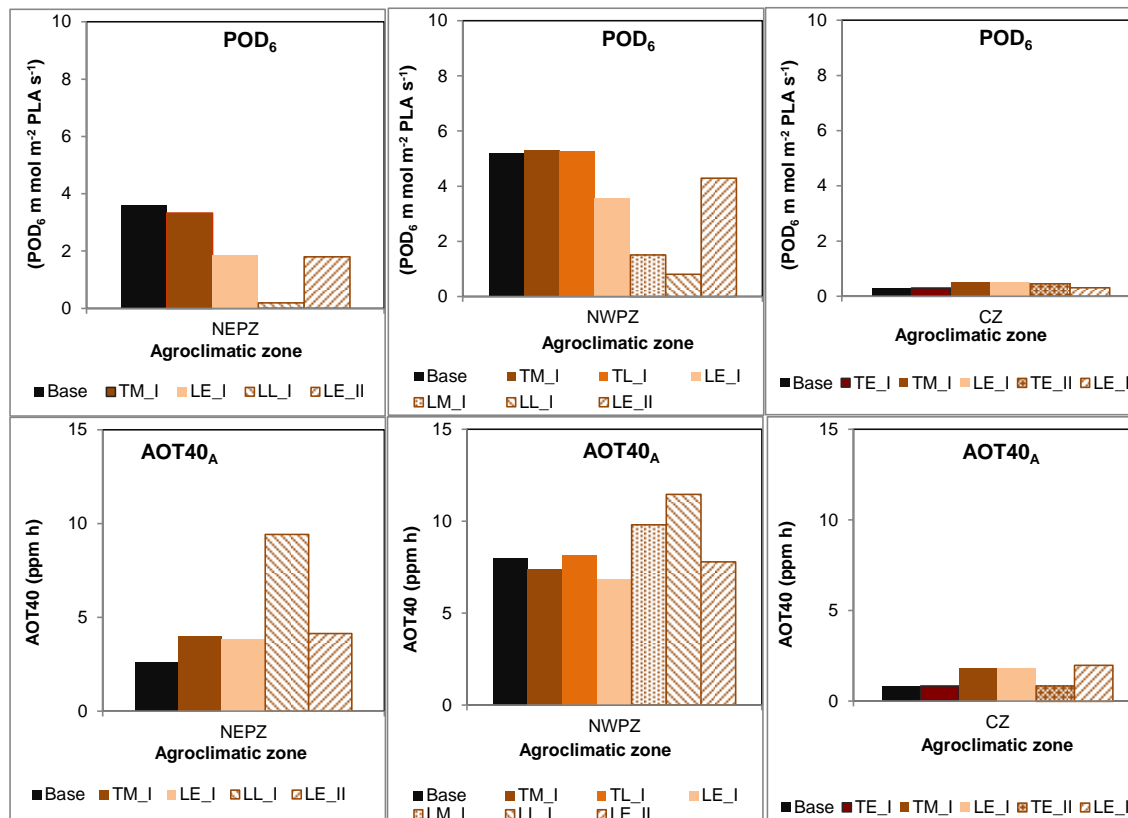 POD6
(POD6 m mol m-2 PLA s-1)
10
8
6
4
2
0
NEPZ
Agroclimatic zone
Base TM_I LE_I LL_I LE_II
POD6
(POD6 m mol m-2 PLA s-1)
10
8
6
4
2
0
NWPZ
Agroclimatic zone
Base TM_I TL_I LE_I
LM_I LL_I LE_II
POD6
(POD6 m mol m-2 PLA s-1)
10
8
6
4
2
0
CZ
Agroclimatic zone
Base TE_I TM_I LE_I TE_II LE_I
AOT40A
AOT40 (ppm h)
15
10
5
0
NEPZ
Agroclimatic zone
Base TM_I LE_I LL_I LE_II
AOT40A
AOT40 (ppm h)
15
10
5
0
NWPZ
Agroclimatic zone
Base TM_I TL_I LE_I
LM_I LL_I LE_II
AOT40A
AOT40 (ppm h)
15
10
5
0
CZ
Agroclimatic zone
Base TE_I TM_I LE_I TE_II LE_I